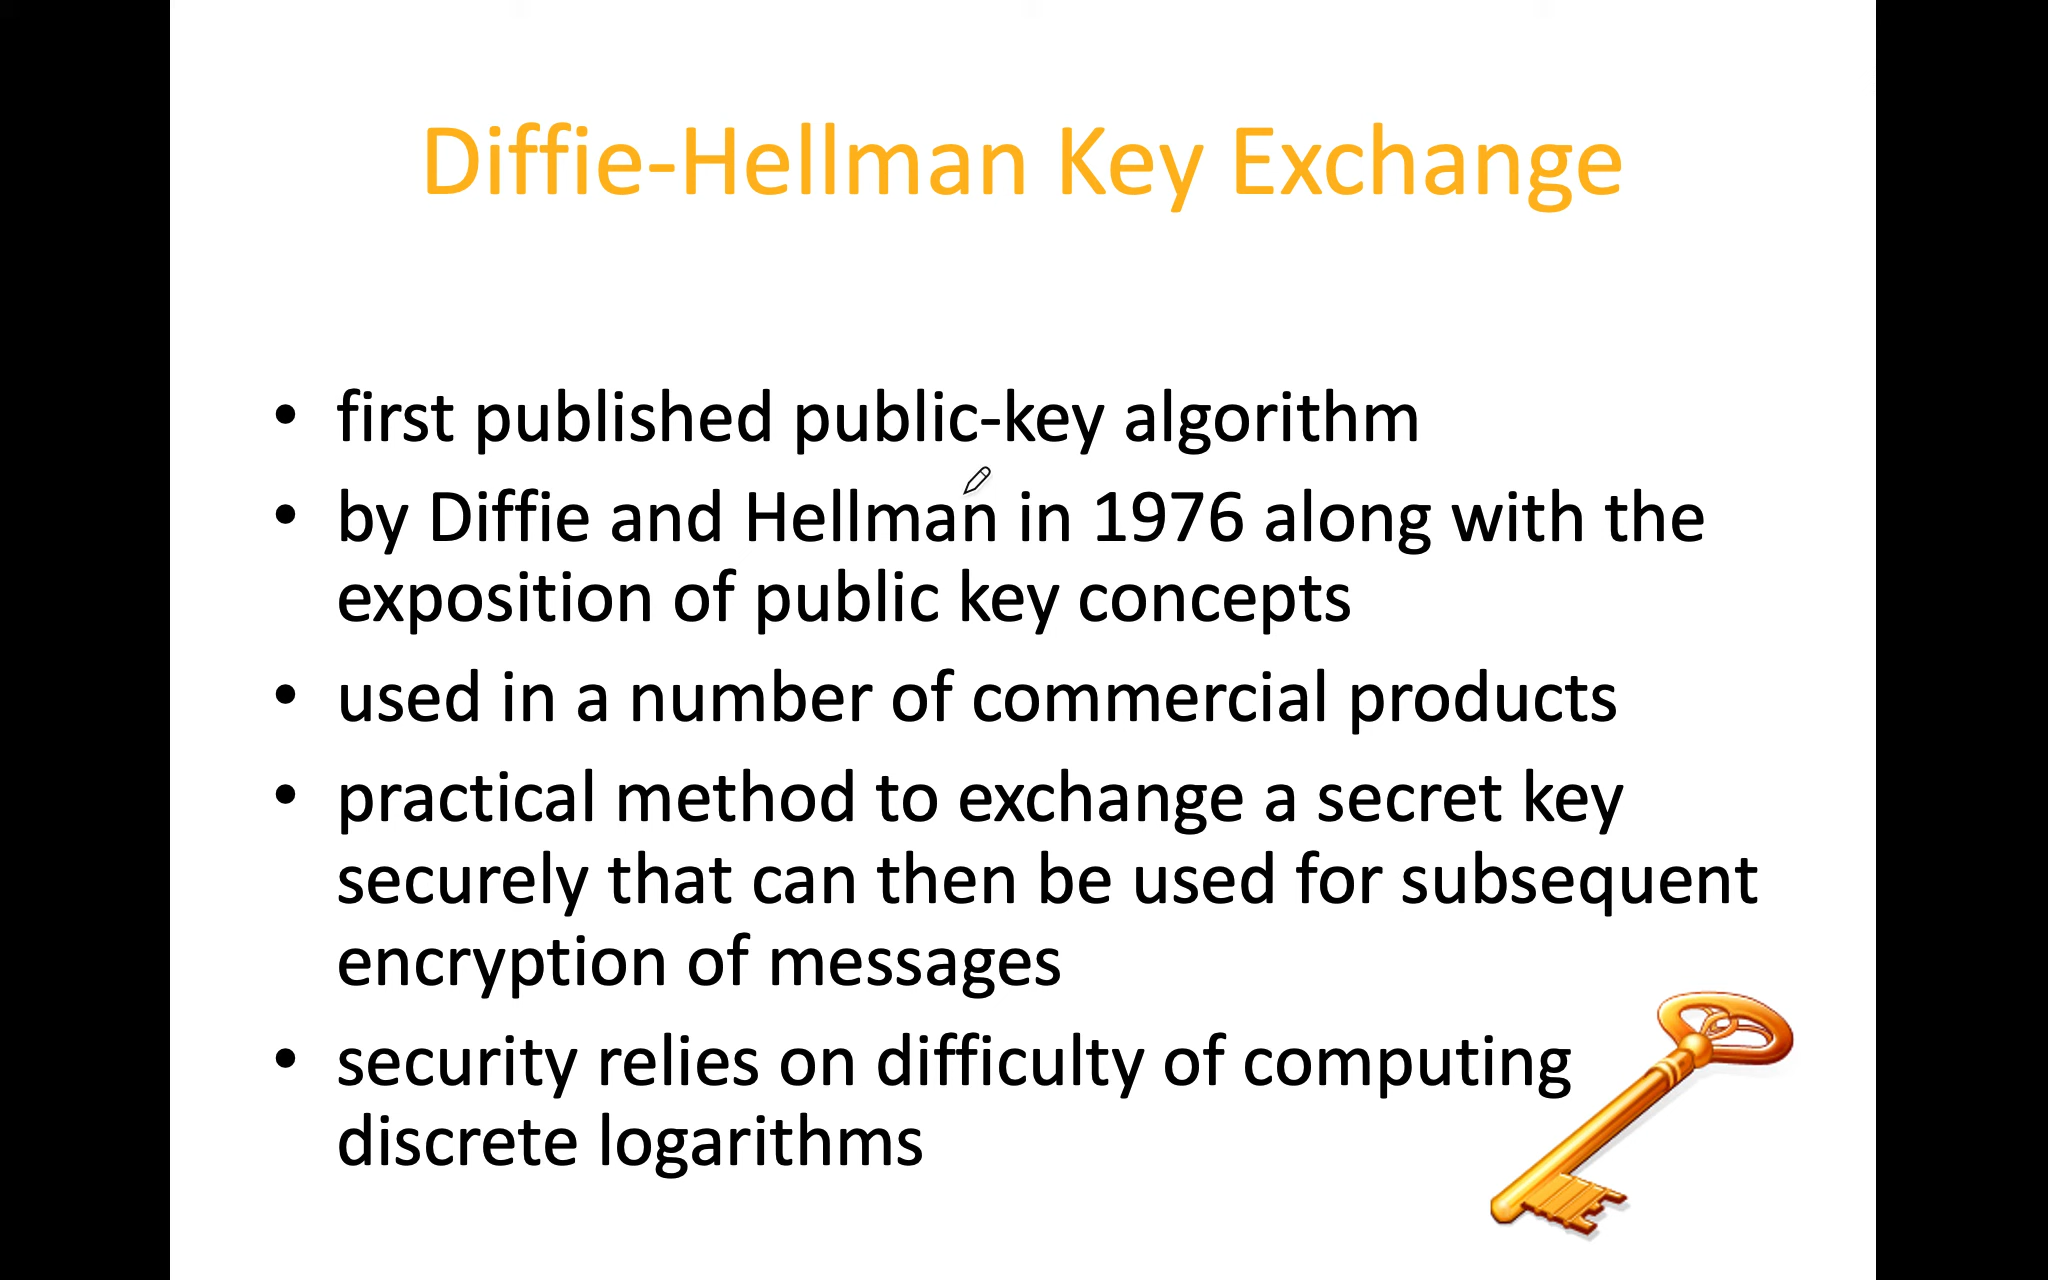 Diffie-Hellman Key Exchange
• first published public-key algorithm
• by Diffie and Hellman in 1976 along with the
exposition of public key concepts
• used in a number of commercial products
• practical method to exchange a secret key
securely that can then be used for subsequent
encryption of messages
• security relies on difficulty of computing
discrete logarithms